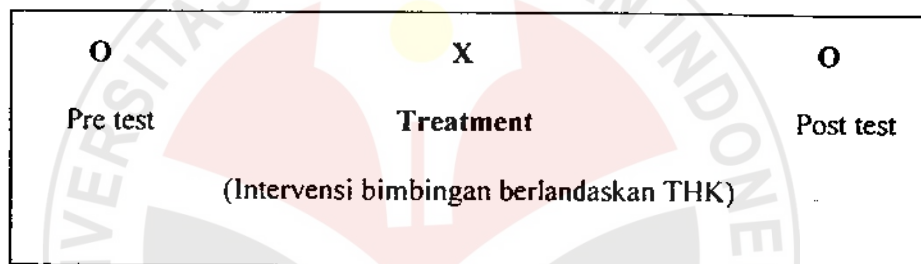 O X O
Pre test Treatment Post test
(Intervensi bimbingan berlandaskan THK)